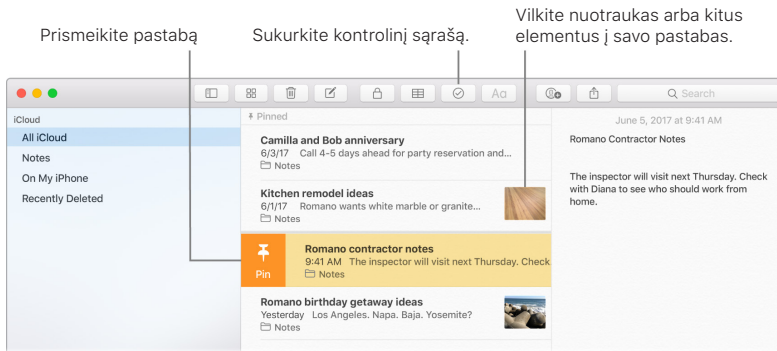 Prismeikite pastabą
Sukurkite kontrolinį sąrašą.
Vilkite nuotraukas arba kitus
elementus į savo pastabas.
Aa
Search
iCloud
All iCloud
Notes
On My iPhone
Recently Deleted
Pinned
Camilla and Bob anniversary
6/3/17 Call 4-5 days ahead for party reservation and...
Notes
Kitchen remodel ideas
6/1/17 Romano wants white marble or granite...
Notes
Pin
Romano contractor notes
9:41 AM The inspector will visit next Thursday. Check
Notes
Romano birthday getaway ideas
Yesterday Los Angeles. Napa. Baja. Yosemite?
Notes
June 5, 2017 at 9:41 AM
Romano Contractor Notes
The inspector will visit next Thursday. Check
with Diana to see who should work from
home.